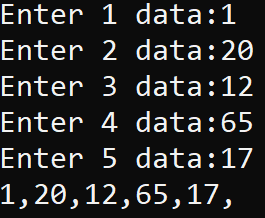 Enter 1 data:1
Enter 2 data:20
Enter 3 data:12
Enter 4 data:65
Enter 5 data:17
1,20,12,65,17,